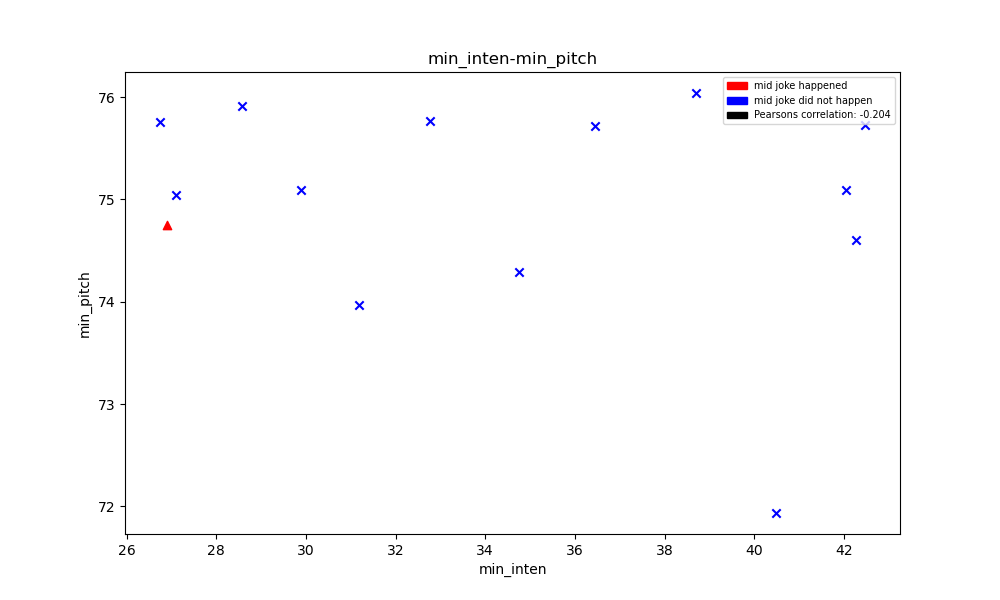 min_inten-min_pitch
mid joke happened
mid joke did not happen
Pearsons correlation: -0.204
76
75
74
73
72
min_pitch
26 28 30 32 34 36 38 40 42
min_inten